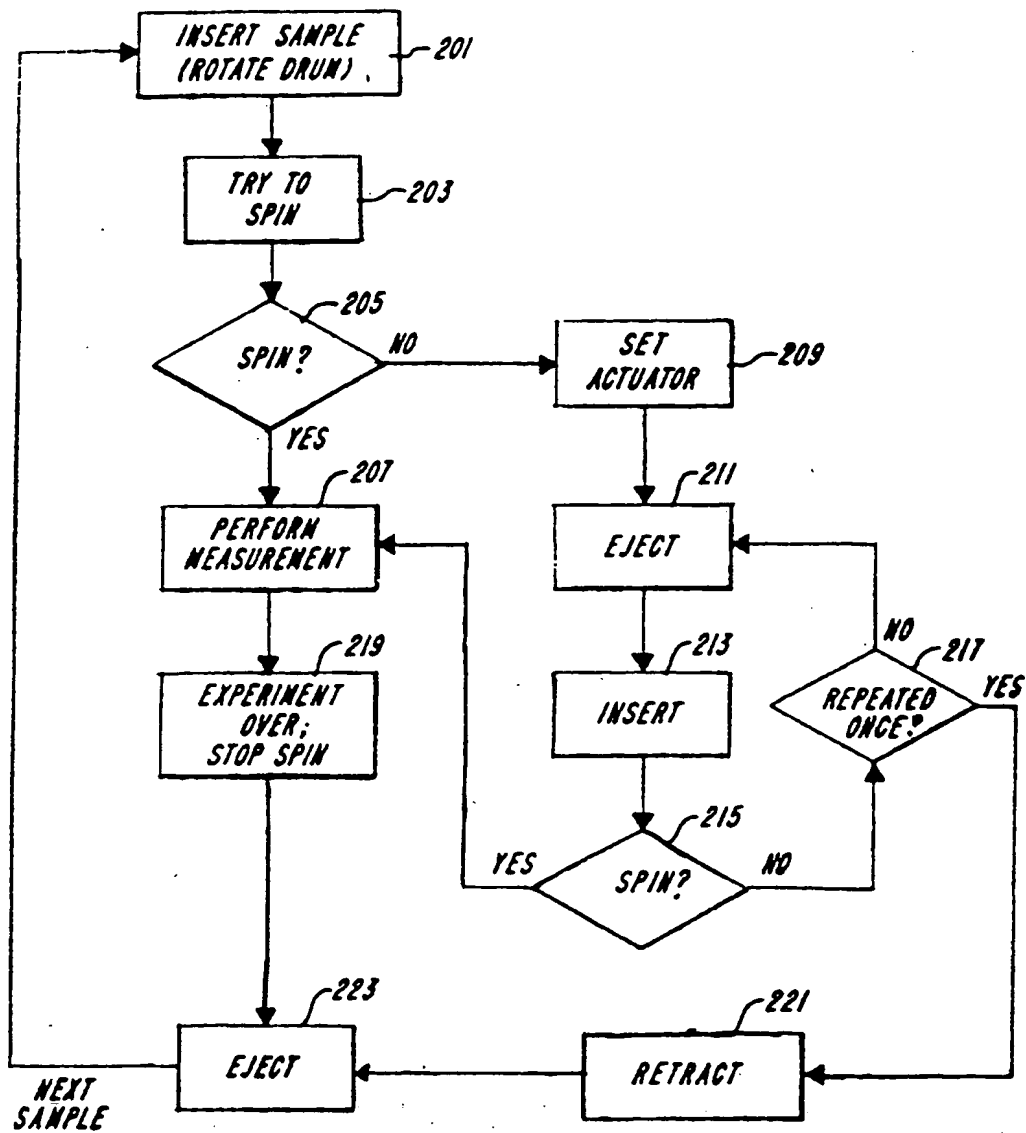 INSERT SAMPLE
(ROTATE DRUM)
201
TRY TO
SPIN
203
205
SPIN?
NO
YES
SET
ACTUATOR
209
207
PERFORM
MEASUREMENT
211
EJECT
219
EXPERIMENT
OVER;
STOP SPIN
213
INSERT
NO
217
REPEATED
ONCE?
YES
215
SPIN?
YES
NO
223
EJECT
221
RETRACT
NEXT
SAMPLE